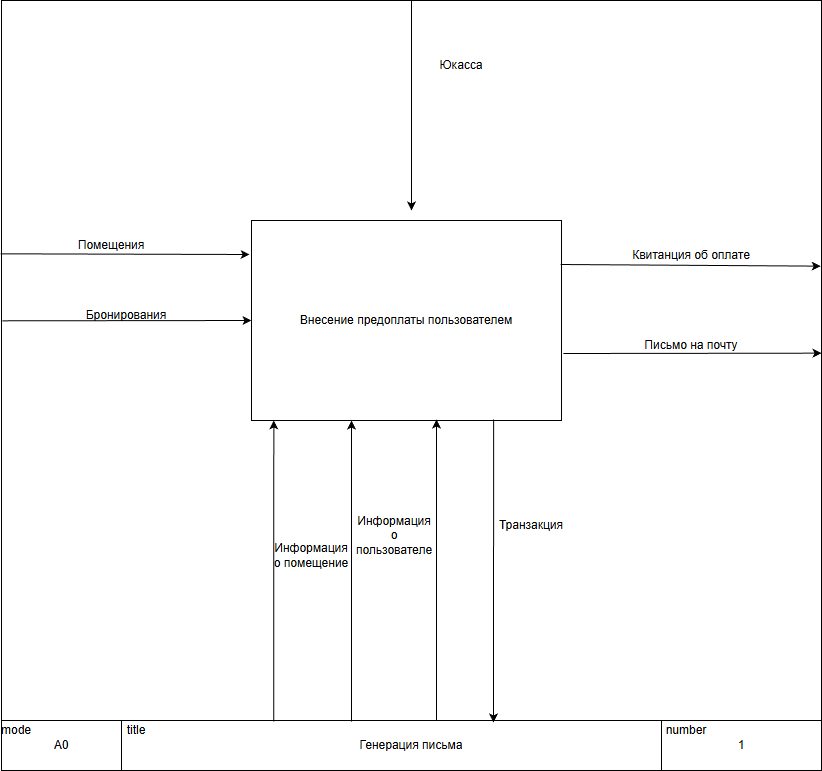 Юкасса
Помещения
Квитанция об оплате
Бронирования
Внесение предоплаты пользователем
Письмо на почту
Информация
о
пользователе
Транзакция
Информация
о помещение
mode
A0
title
Генерация письма
number
1